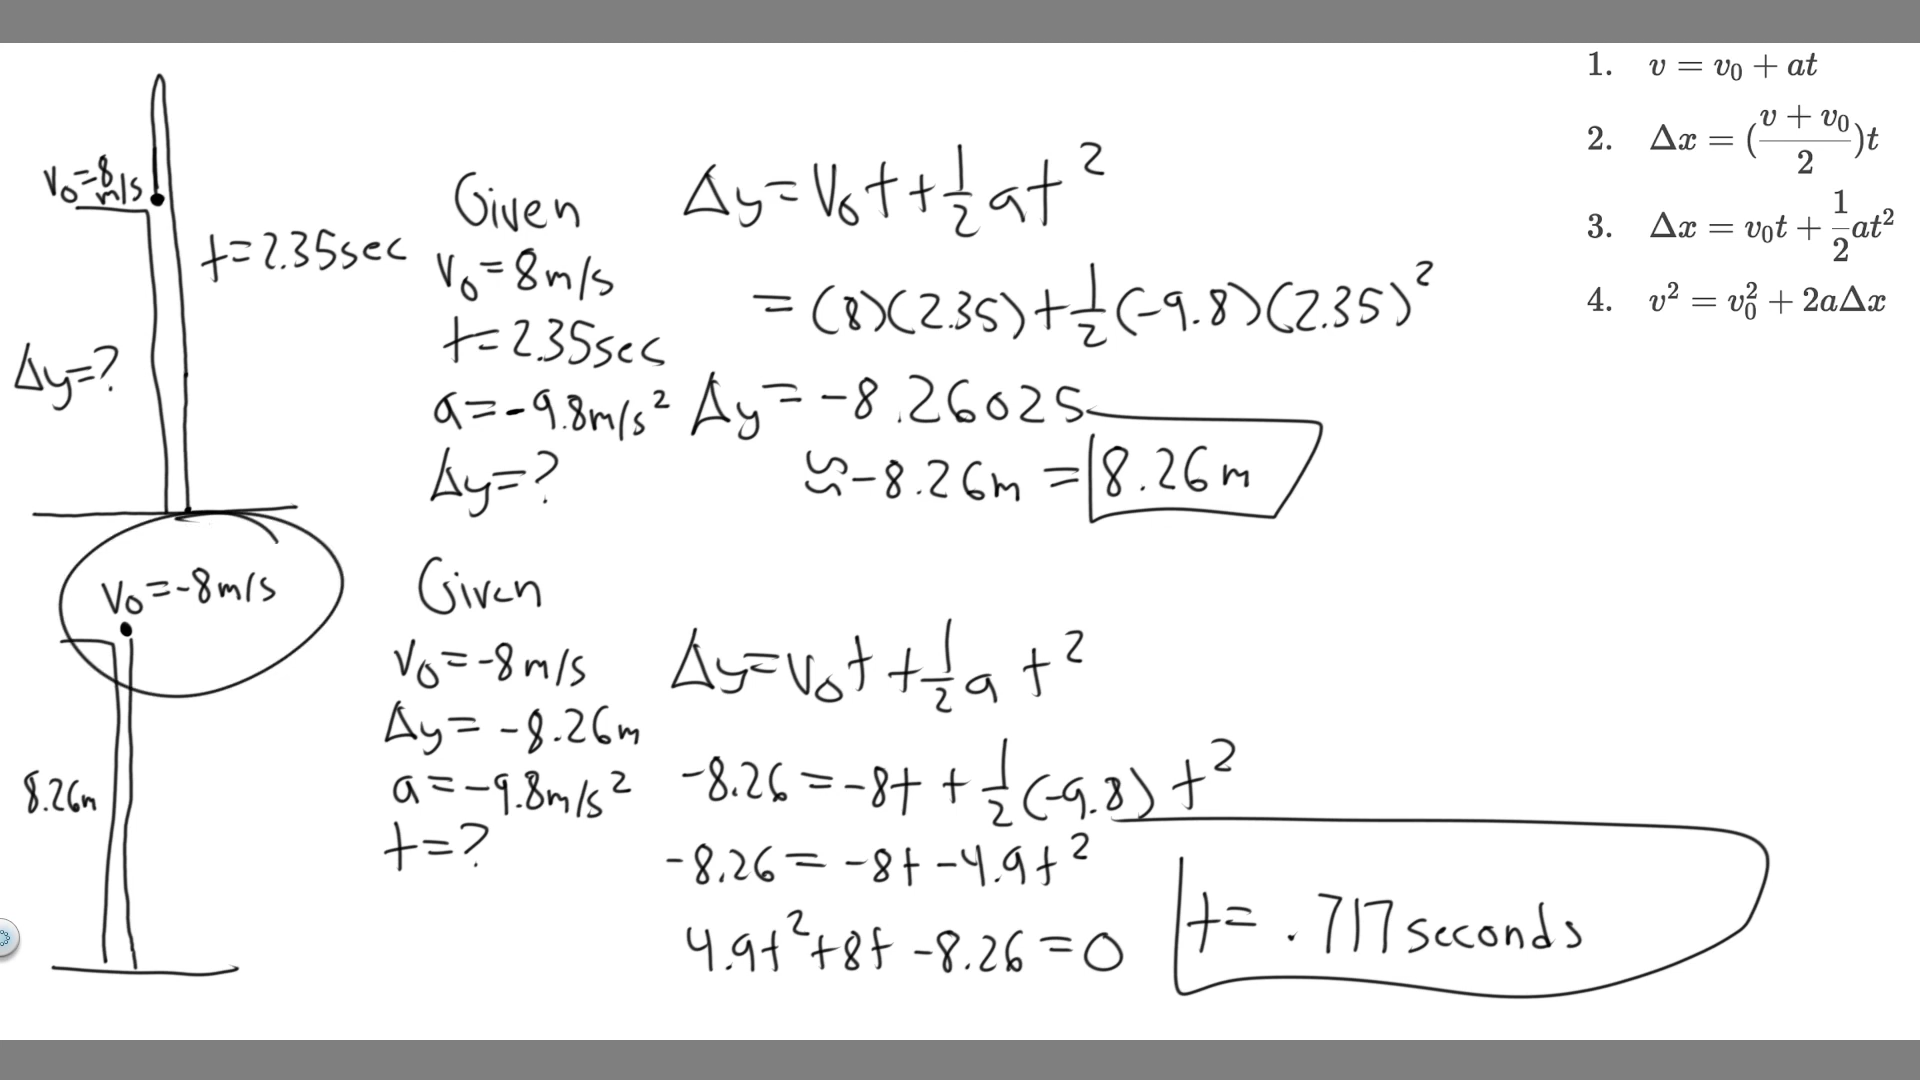 v₀=8 m/s
t=2.35sec
Δy=?
Given
v₀=8m/s
t=2.35sec
a=-9.8m/s²
Δy=?
Δy=v₀t+½at²
=(8)(2.35)+½(-9.8)(2.35)²
Δy=-8.26025
≈-8.26m=8.26m
1. v = v₀ + at
2. Δx = ((v + v₀)/2)t
3. Δx = v₀t + ½at²
4. v² = v₀² + 2aΔx
v₀=-8m/s
8.26m
Given
v₀=-8m/s
Δy=-8.26m
a=-9.8m/s²
t=?
Δy=v₀t+½at²
-8.26=-8t+½(-9.8)t²
-8.26=-8t-4.9t²
4.9t²+8t-8.26=0
t=.717seconds